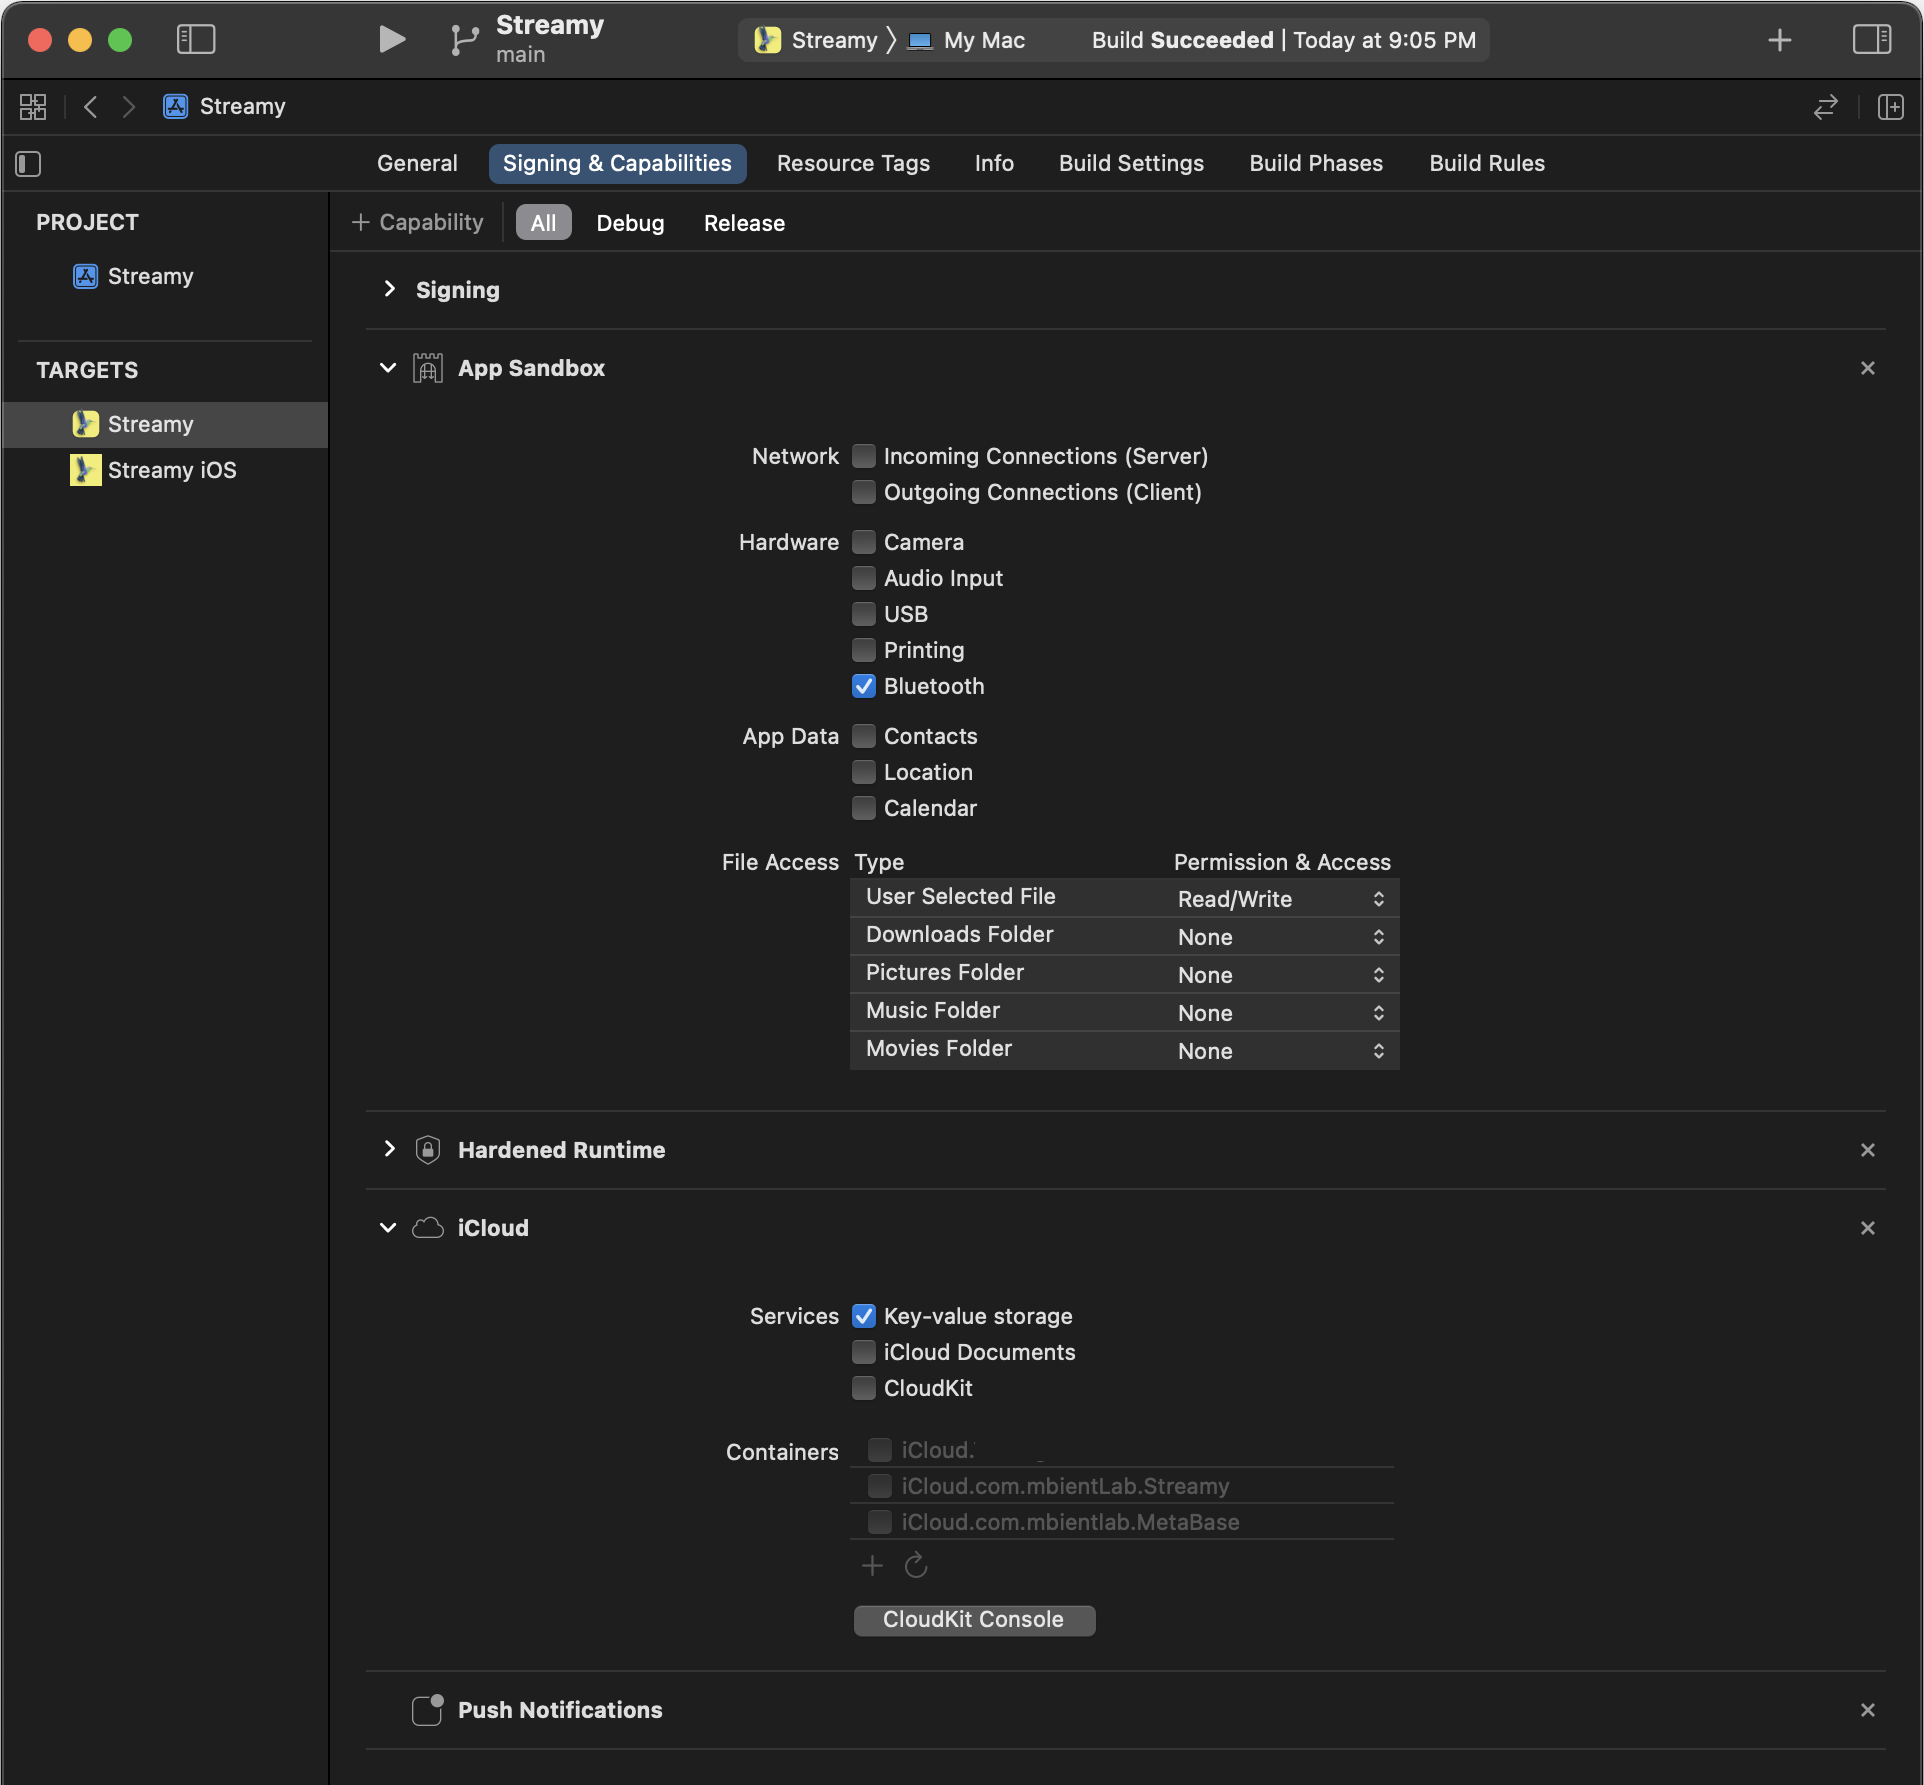 Streamy
main
Streamy 〉 My Mac Build Succeeded | Today at 9:05 PM
Streamy
General Signing & Capabilities Resource Tags Info Build Settings Build Phases Build Rules
PROJECT
Streamy
TARGETS
Streamy
Streamy iOS
+ Capability All Debug Release
Signing
App Sandbox
Network Incoming Connections (Server)
Outgoing Connections (Client)
Hardware Camera
Audio Input
USB
Printing
Bluetooth
App Data Contacts
Location
Calendar
File Access Type Permission & Access
User Selected File Read/Write
Downloads Folder None
Pictures Folder None
Music Folder None
Movies Folder None
Hardened Runtime
iCloud
Services Key-value storage
iCloud Documents
CloudKit
Containers iCloud.
iCloud.com.mbientLab.Streamy
iCloud.com.mbientlab.MetaBase
CloudKit Console
Push Notifications